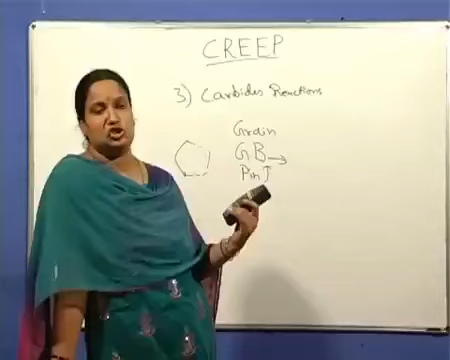 CREEP
3) Carbides Reactions
Grain
GB →
Pin ↑